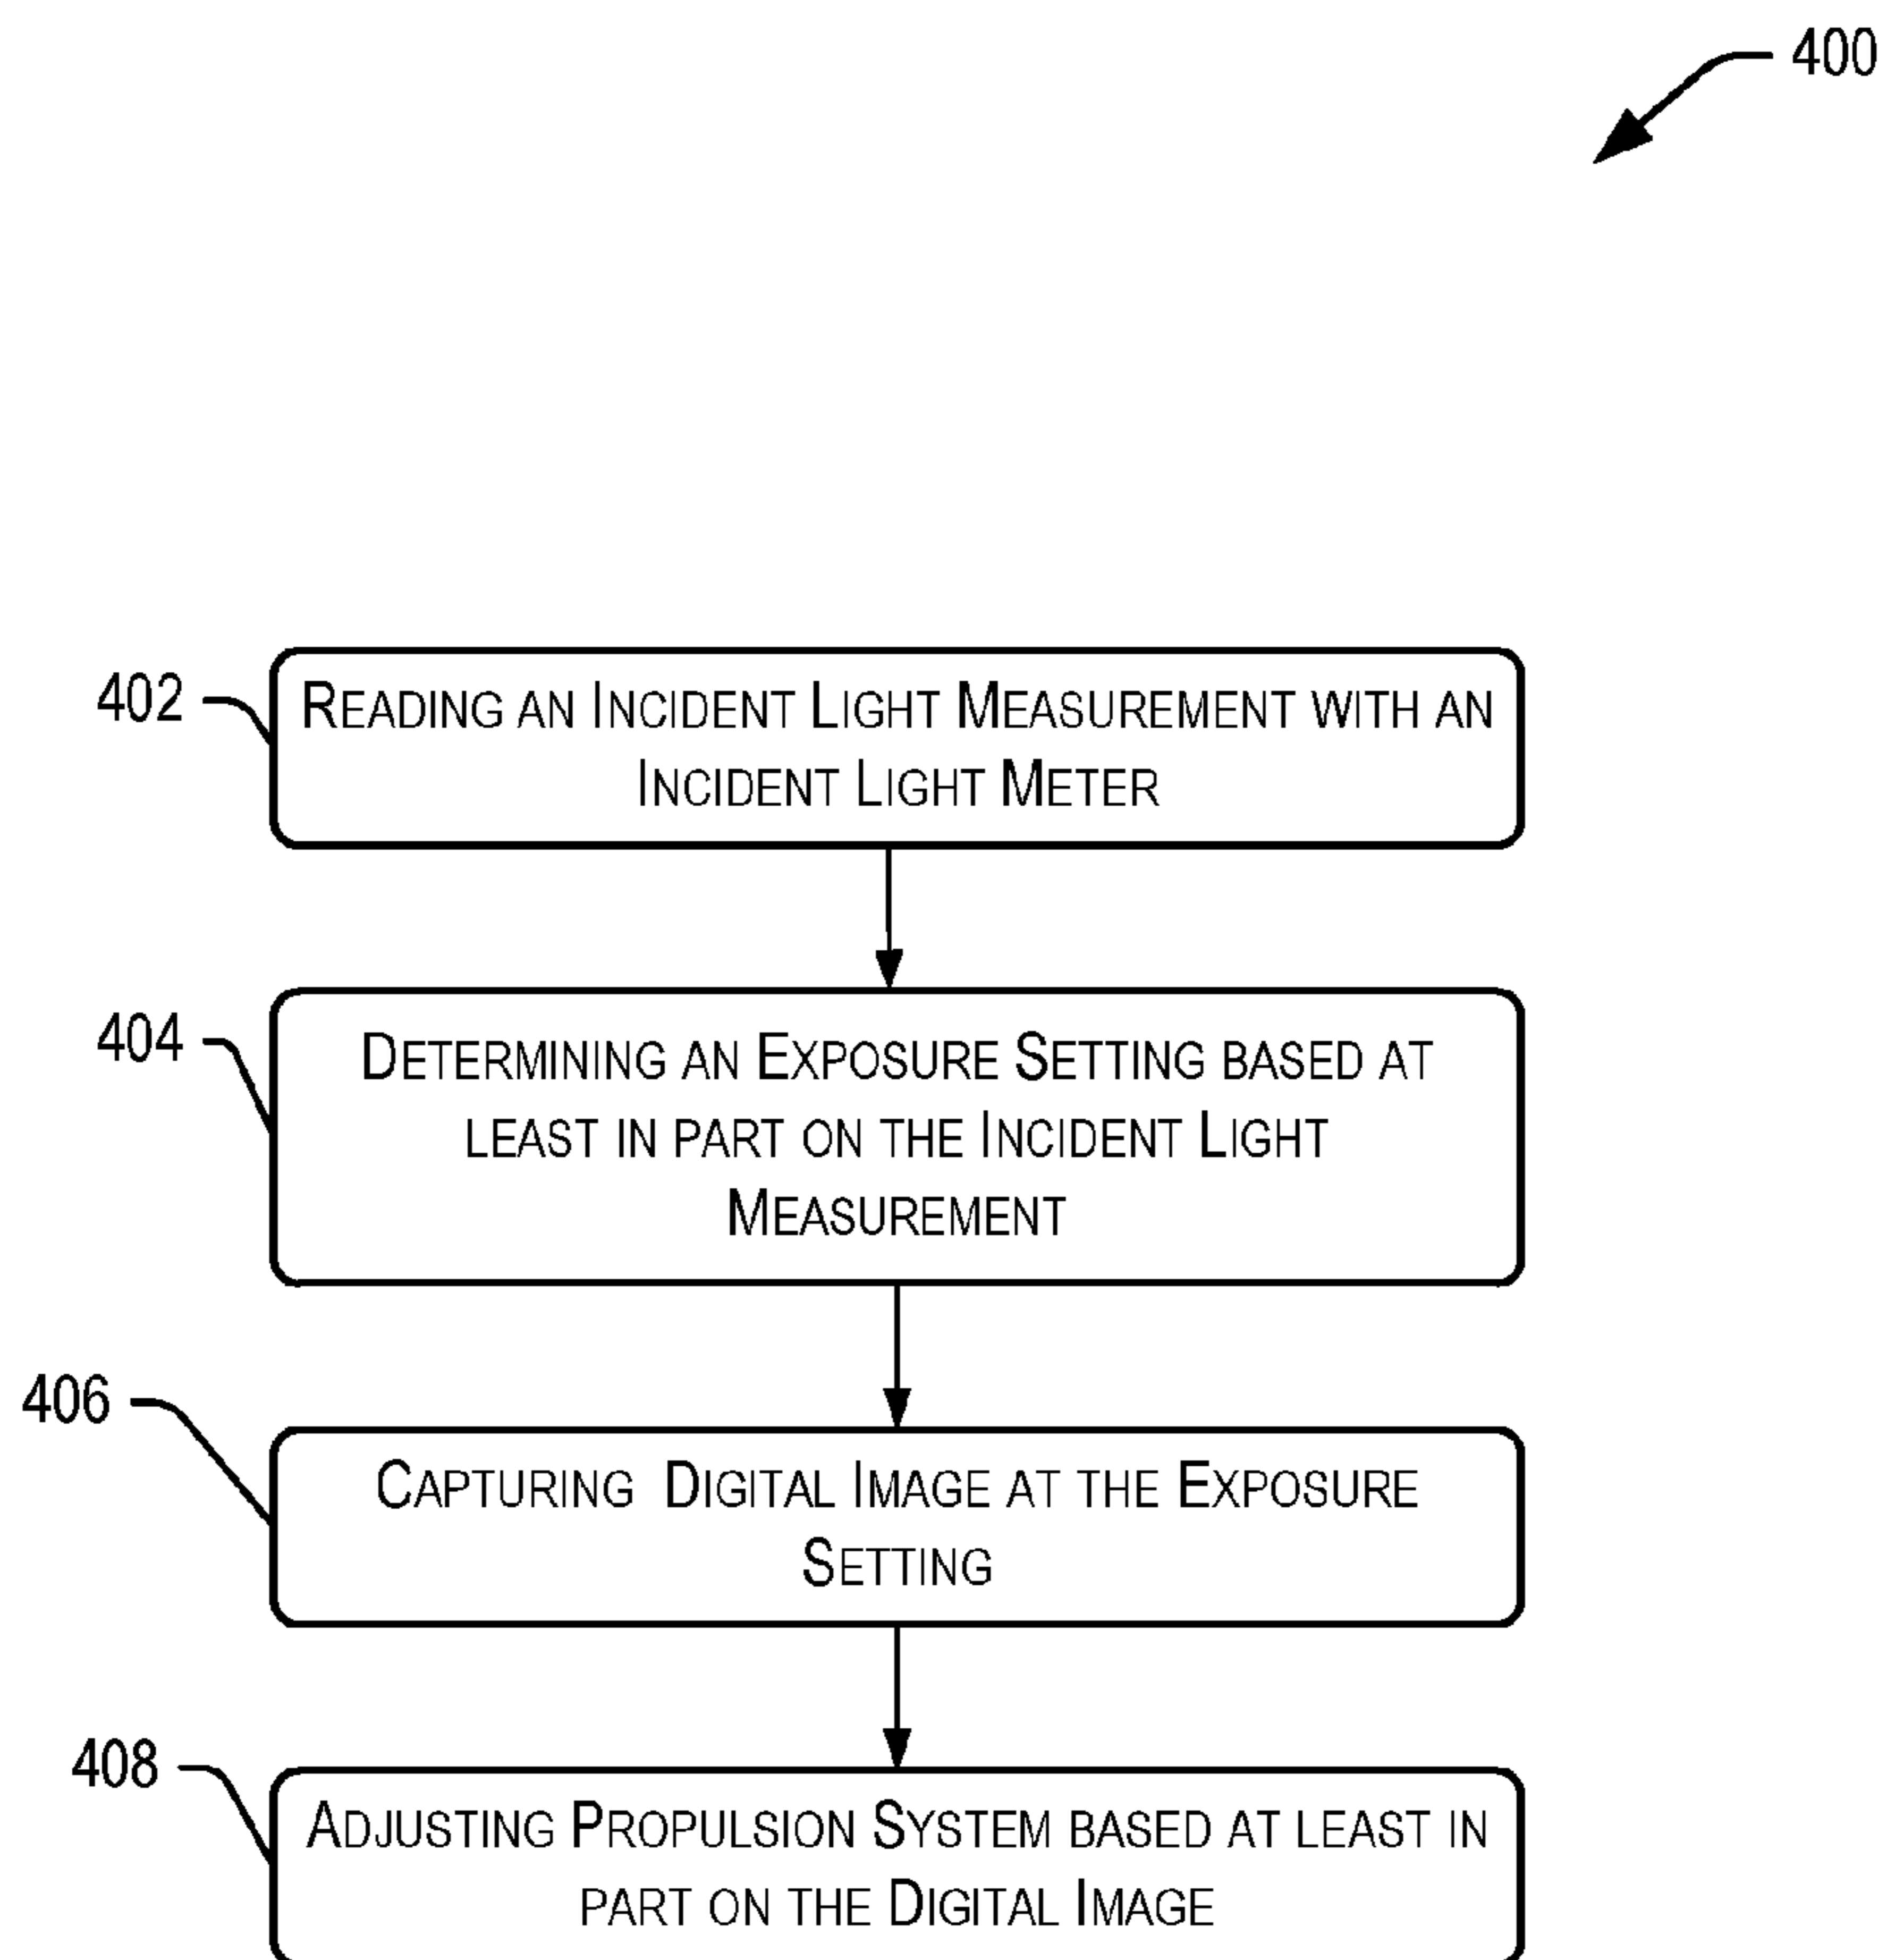 400
402
READING AN INCIDENT LIGHT MEASUREMENT WITH AN
INCIDENT LIGHT METER
404
DETERMINING AN EXPOSURE SETTING BASED AT
LEAST IN PART ON THE INCIDENT LIGHT
MEASUREMENT
406
CAPTURING DIGITAL IMAGE AT THE EXPOSURE
SETTING
408
ADJUSTING PROPULSION SYSTEM BASED AT LEAST IN
PART ON THE DIGITAL IMAGE